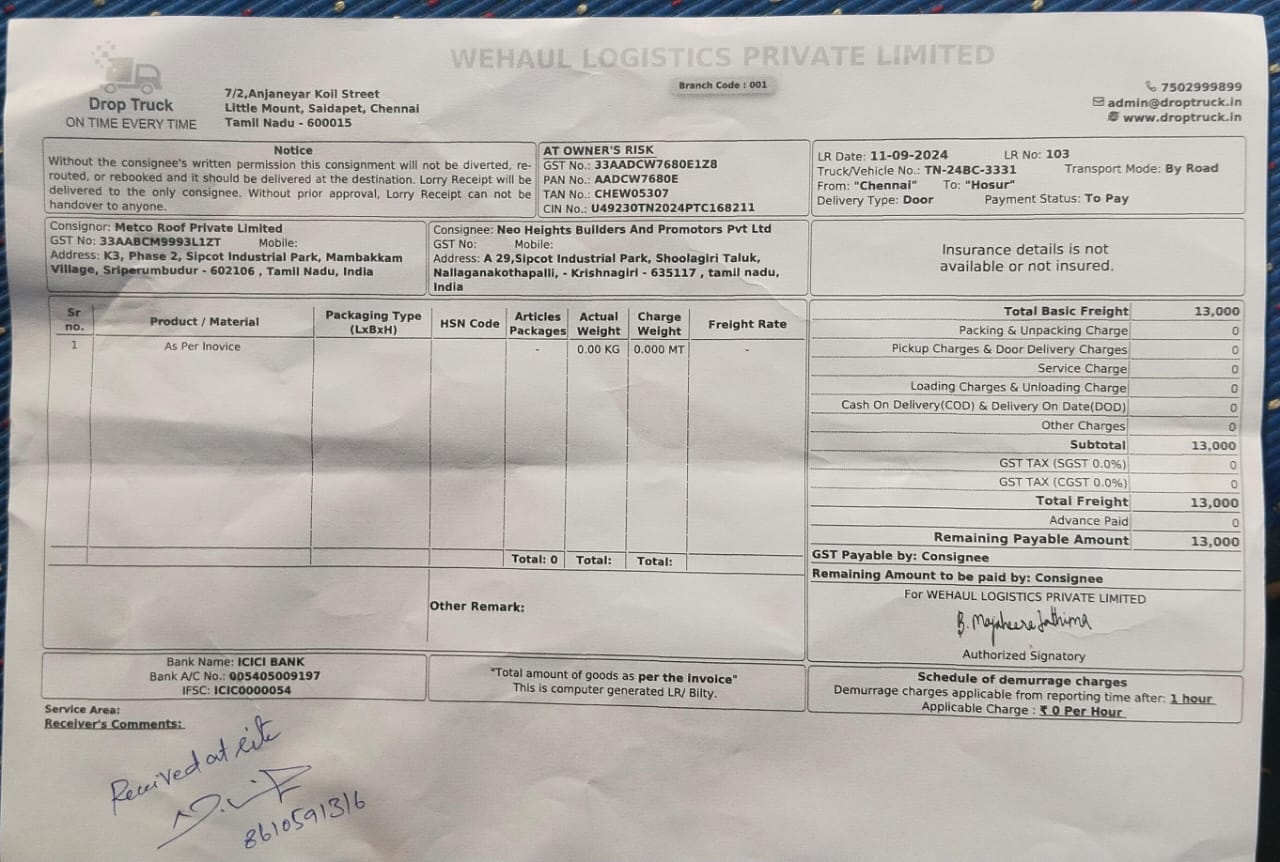 WEHAUL LOGISTICS PRIVATE LIMITED
Branch Code : 001
Drop Truck
ON TIME EVERY TIME
7/2,Anjaneyar Koil Street
Little Mount, Saidapet, Chennai
Tamil Nadu - 600015
7502999899
admin@droptruck.in
www.droptruck.in
Notice
Without the consignee's written permission this consignment will not be diverted, re-
routed, or rebooked and it should be delivered at the destination. Lorry Receipt will be
delivered to the only consignee. Without prior approval, Lorry Receipt can not be
handover to anyone.
AT OWNER'S RISK
GST No.: 33AADCW7680E1Z8
PAN No.: AADCW7680E
TAN No.: CHEW05307
CIN No.: U49230TN2024PTC168211
LR Date: 11-09-2024 LR No: 103
Truck/Vehicle No.: TN-24BC-3331 Transport Mode: By Road
From: "Chennai" To: "Hosur"
Delivery Type: Door Payment Status: To Pay
Consignor: Metco Roof Private Limited
GST No: 33AABCM9993L1ZT Mobile:
Address: K3, Phase 2, Sipcot Industrial Park, Mambakkam
Village, Sriperumbudur - 602106 , Tamil Nadu, India
Consignee: Neo Heights Builders And Promotors Pvt Ltd
GST No: Mobile:
Address: A 29,Sipcot Industrial Park, Shoolagiri Taluk,
Nallaganakothapalli, - Krishnagiri - 635117 , tamil nadu,
India
Insurance details is not
available or not insured.
Sr no. Product / Material Packaging Type (LxBxH) HSN Code Articles Packages Actual Weight Charge Weight Freight Rate
1 As Per Inovice - 0.00 KG 0.000 MT -
Total: 0 Total: Total:
Other Remark:
Total Basic Freight 13,000
Packing & Unpacking Charge 0
Pickup Charges & Door Delivery Charges 0
Service Charge 0
Loading Charges & Unloading Charge 0
Cash On Delivery(COD) & Delivery On Date(DOD) 0
Other Charges 0
Subtotal 13,000
GST TAX (SGST 0.0%) 0
GST TAX (CGST 0.0%) 0
Total Freight 13,000
Advance Paid 0
Remaining Payable Amount 13,000
GST Payable by: Consignee
Remaining Amount to be paid by: Consignee
For WEHAUL LOGISTICS PRIVATE LIMITED
Authorized Signatory
Bank Name: ICICI BANK
Bank A/C No.: 005405009197
IFSC: ICIC0000054
"Total amount of goods as per the Invoice"
This is computer generated LR/ Bilty.
Schedule of demurrage charges
Demurrage charges applicable from reporting time after: 1 hour
Applicable Charge : ₹ 0 Per Hour
Service Area:
Receiver's Comments:
Received at site
8610591316